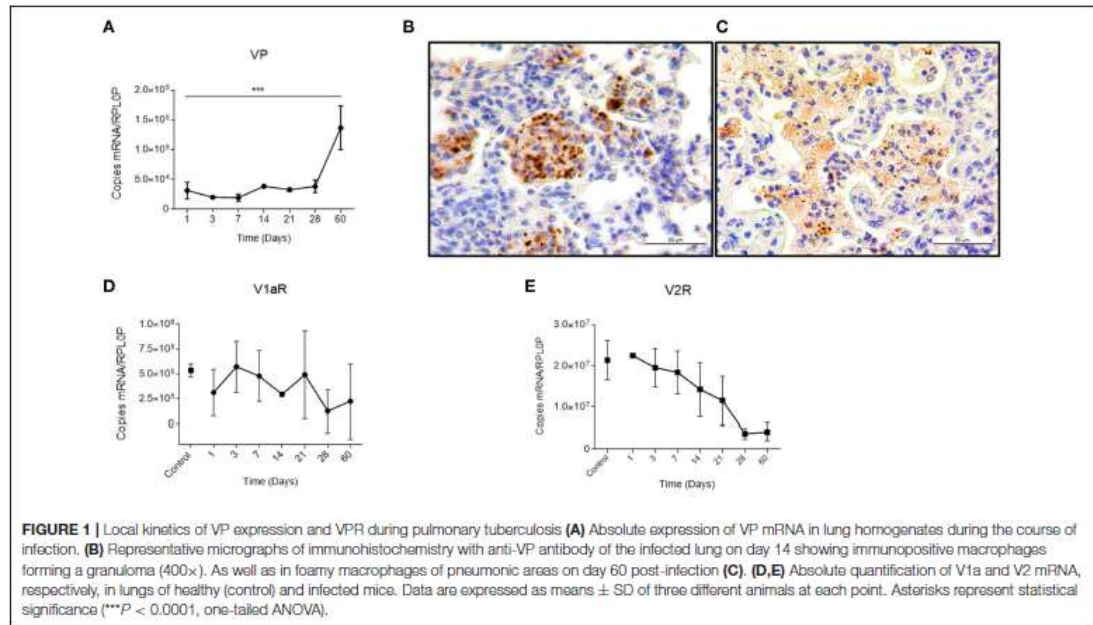 A
B
C
VP
***
2.0×10⁵
1.5×10⁵
1.0×10⁵
5.0×10⁴
0
Copies mRNA/RPL0P
1 3 7 14 21 28 60
Time (Days)
D
V1aR
1.0×10⁶
7.5×10⁵
5.0×10⁵
2.5×10⁵
0
Copies mRNA/RPL0P
Control 1 3 7 14 21 28 60
Time (Days)
E
V2R
3.0×10⁷
2.0×10⁷
1.0×10⁷
0
Copies mRNA/RPL0P
Control 1 3 7 14 21 28 60
Time (Days)
FIGURE 1 | Local kinetics of VP expression and VPR during pulmonary tuberculosis (A) Absolute expression of VP mRNA in lung homogenates during the course of
infection. (B) Representative micrographs of immunohistochemistry with anti-VP antibody of the infected lung on day 14 showing immunopositive macrophages
forming a granuloma (400×). As well as in foamy macrophages of pneumonic areas on day 60 post-infection (C). (D,E) Absolute quantification of V1a and V2 mRNA,
respectively, in lungs of healthy (control) and infected mice. Data are expressed as means ± SD of three different animals at each point. Asterisks represent statistical
significance (***P < 0.0001, one-tailed ANOVA).